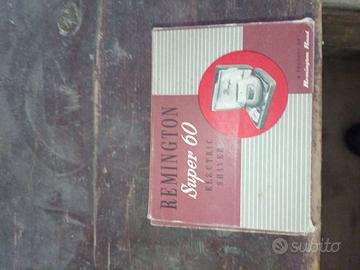 REMINGTON
Super 60
ELECTRIC
SHAVER
Remington Rand
subito